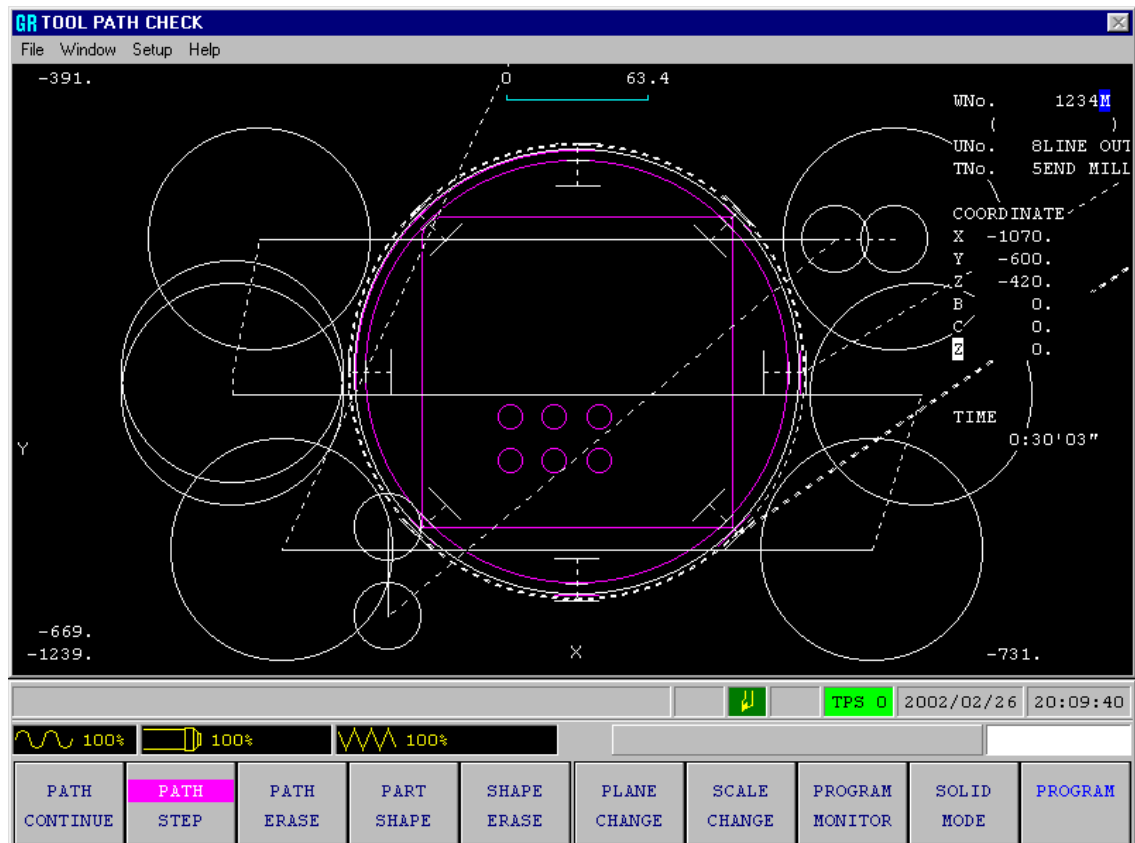 GR TOOL PATH CHECK
File Window Setup Help
-391. 0 63.4
WNo. 1234M
( )
UNo. 8LINE OUT
TNo. 5END MILL
COORDINATE
X -1070.
Y -600.
Z -420.
B 0.
C 0.
Z 0.
TIME
0:30'03"
Y
-669.
-1239. X -731.
TPS 0 2002/02/26 20:09:40
100% 100% 100%
PATH CONTINUE
PATH STEP
PATH ERASE
PART SHAPE
SHAPE ERASE
PLANE CHANGE
SCALE CHANGE
PROGRAM MONITOR
SOLID MODE
PROGRAM